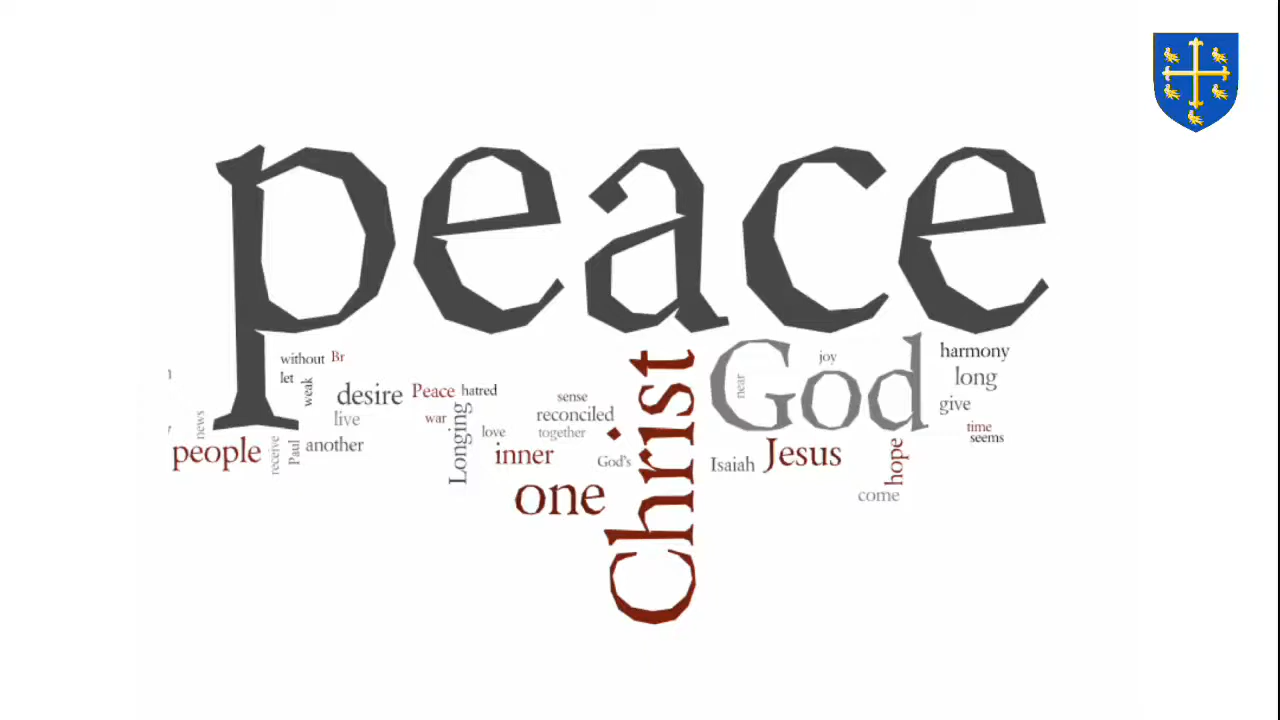 peace
without Br
let
weak
desire
Peace
hatred
live
war
Longing
sense
reconciled
love
together
Christ
God
near
joy
harmony
long
give
time
seems
news
people
receive
Paul
another
inner
God's
Isaiah
Jesus
hope
one
come